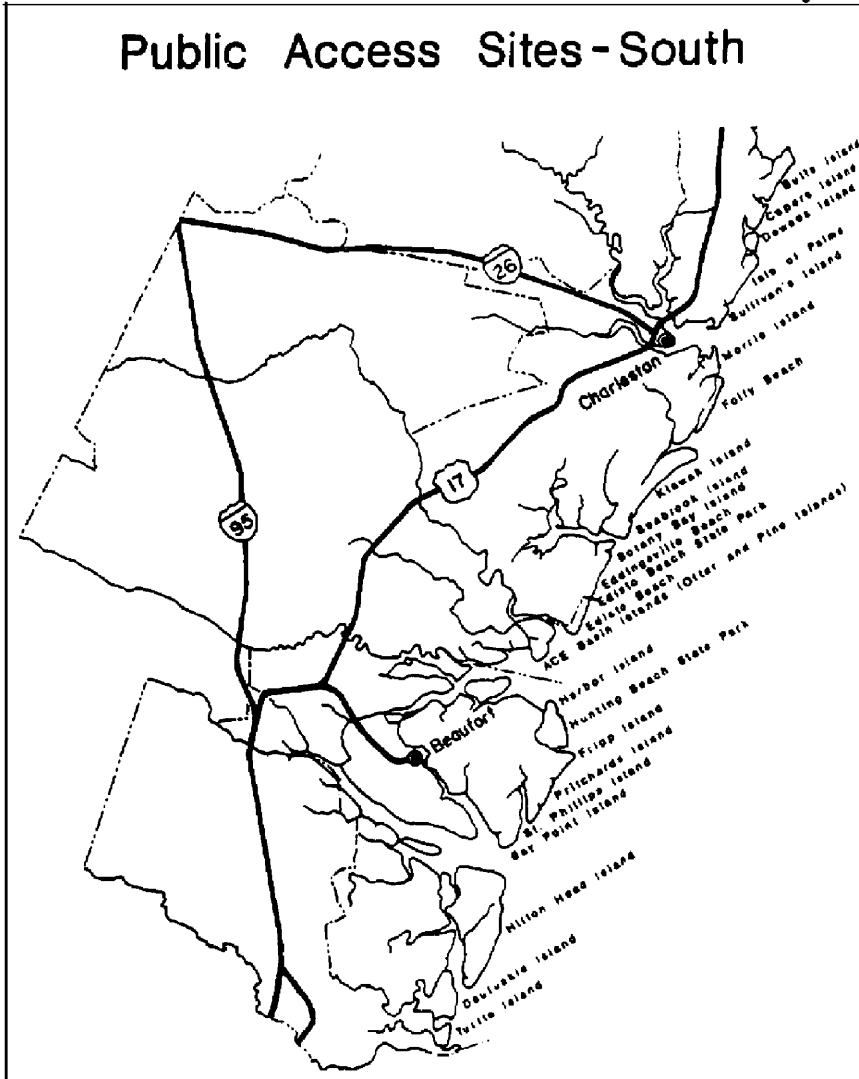 Public Access Sites-South
Bulls Island
Capers Island
Dewees Island
Isle of Palms
Sullivan's Island
26
Morris Island
Charleston
Folly Beach
17
Kiawah Island
Seabrook Island
Botany Bay Island
Eddingsville Beach
Edisto Beach State Park
Edisto Beach
ACE Basin Islands (Otter and Pine Islands)
95
Harbor Island
Hunting Beach State Park
Beaufort
Fripp Island
Pritchards Island
St. Phillips Island
Bay Point Island
Hilton Head Island
Daufuskie Island
Turtle Island